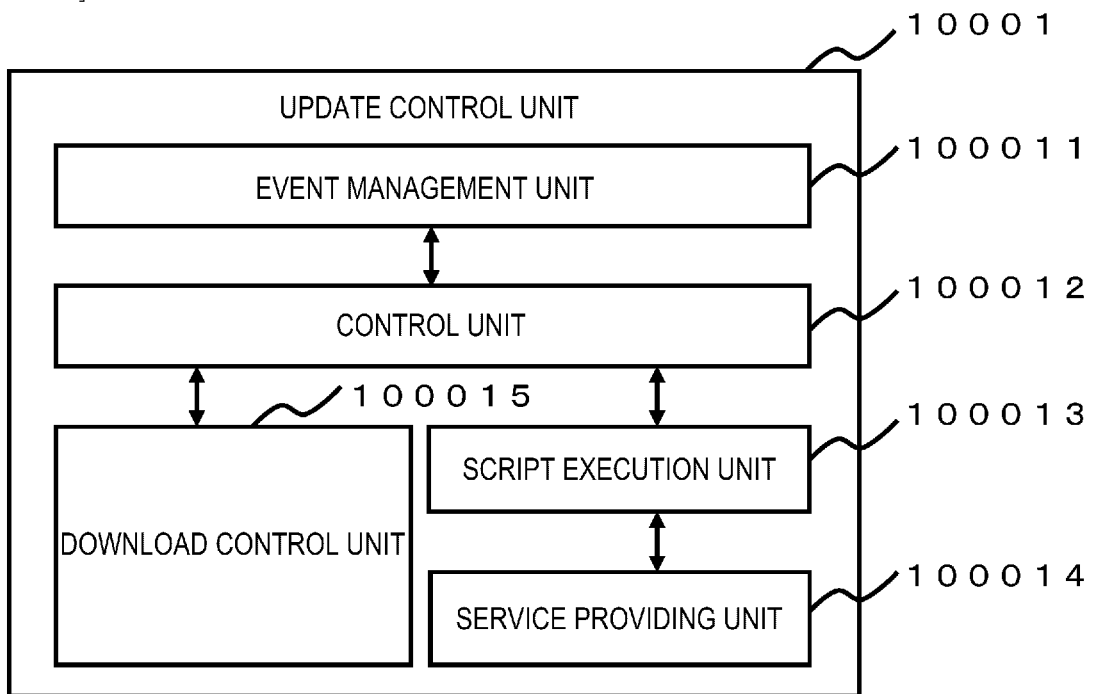 10001
UPDATE CONTROL UNIT
100011
EVENT MANAGEMENT UNIT
100012
CONTROL UNIT
100015
100013
SCRIPT EXECUTION UNIT
DOWNLOAD CONTROL UNIT
100014
SERVICE PROVIDING UNIT